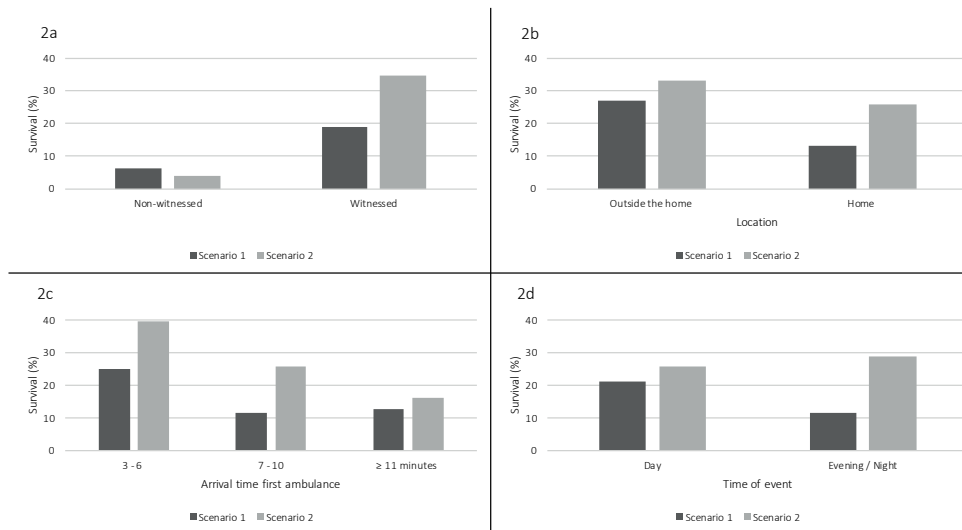 2a
40
30
20
10
0
Survival (%)
Non-witnessed Witnessed
Scenario 1 Scenario 2
2b
40
30
20
10
0
Survival (%)
Outside the home Home
Location
Scenario 1 Scenario 2
2c
40
30
20
10
0
Survival (%)
3 - 6 7 - 10 ≥ 11 minutes
Arrival time first ambulance
Scenario 1 Scenario 2
2d
40
30
20
10
0
Survival (%)
Day Evening / Night
Time of event
Scenario 1 Scenario 2